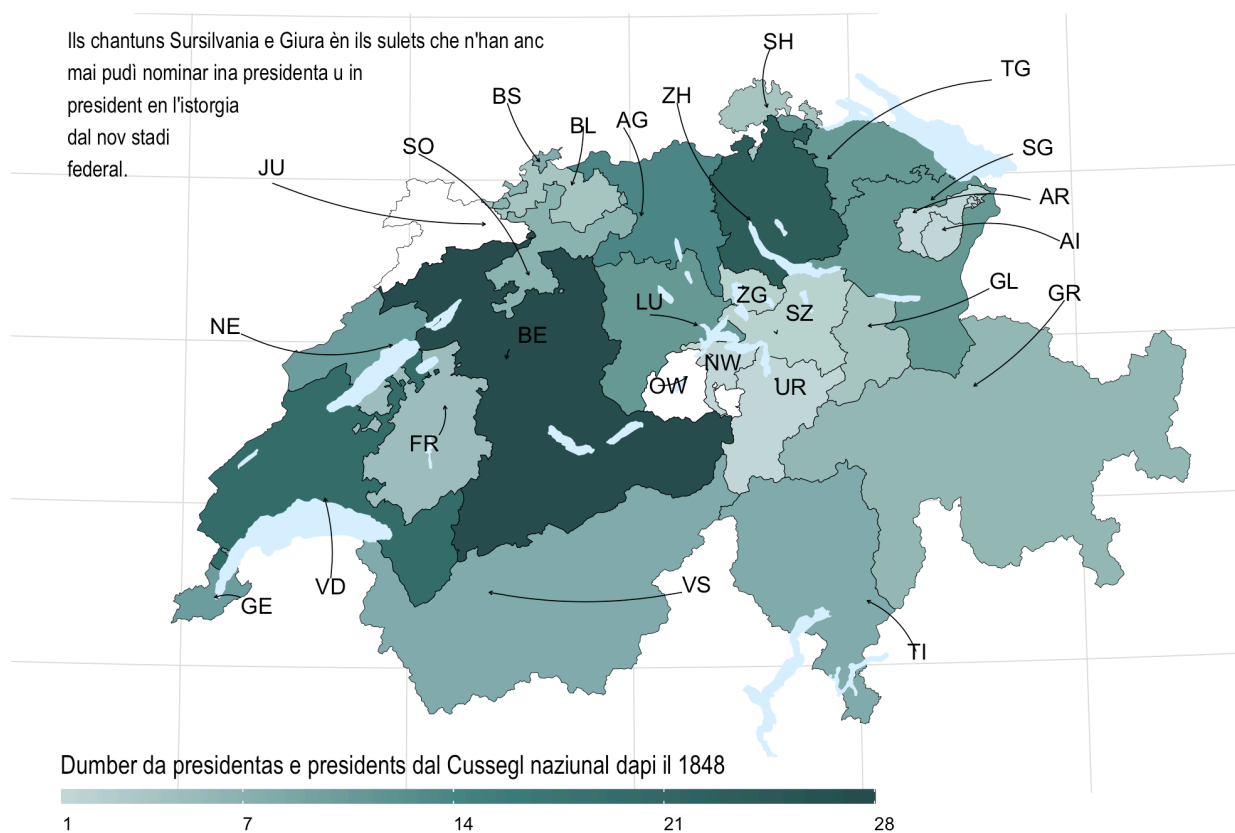 Ils chantuns Sursilvania e Giura èn ils sulets che n'han anc
mai pudì nominar ina presidenta u in
president en l'istorgia
dal nov stadi
federal.
SH
TG
BS
ZH
BL
AG
SO
SG
JU
AR
AI
GL
GR
LU
ZG
SZ
NE
BE
NW
OW
UR
FR
VD
VS
GE
TI
Dumber da presidentas e presidents dal Cussegl naziunal dapi il 1848
1 7 14 21 28